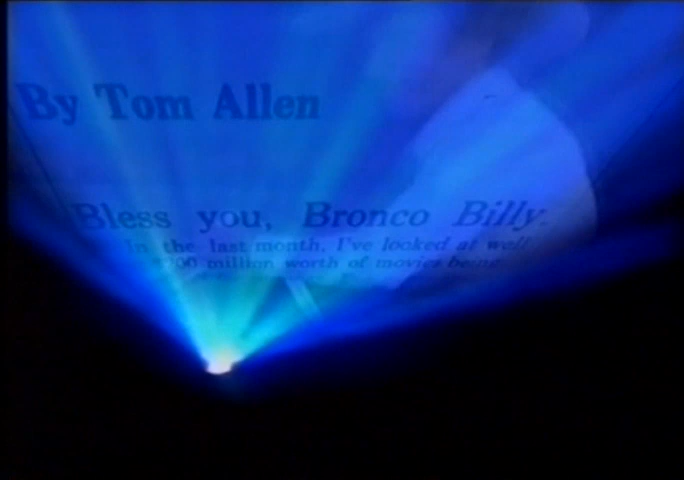 By Tom Allen
Bless you, Bronco Billy.
In the last month, I've looked at well
$200 million worth of movies being